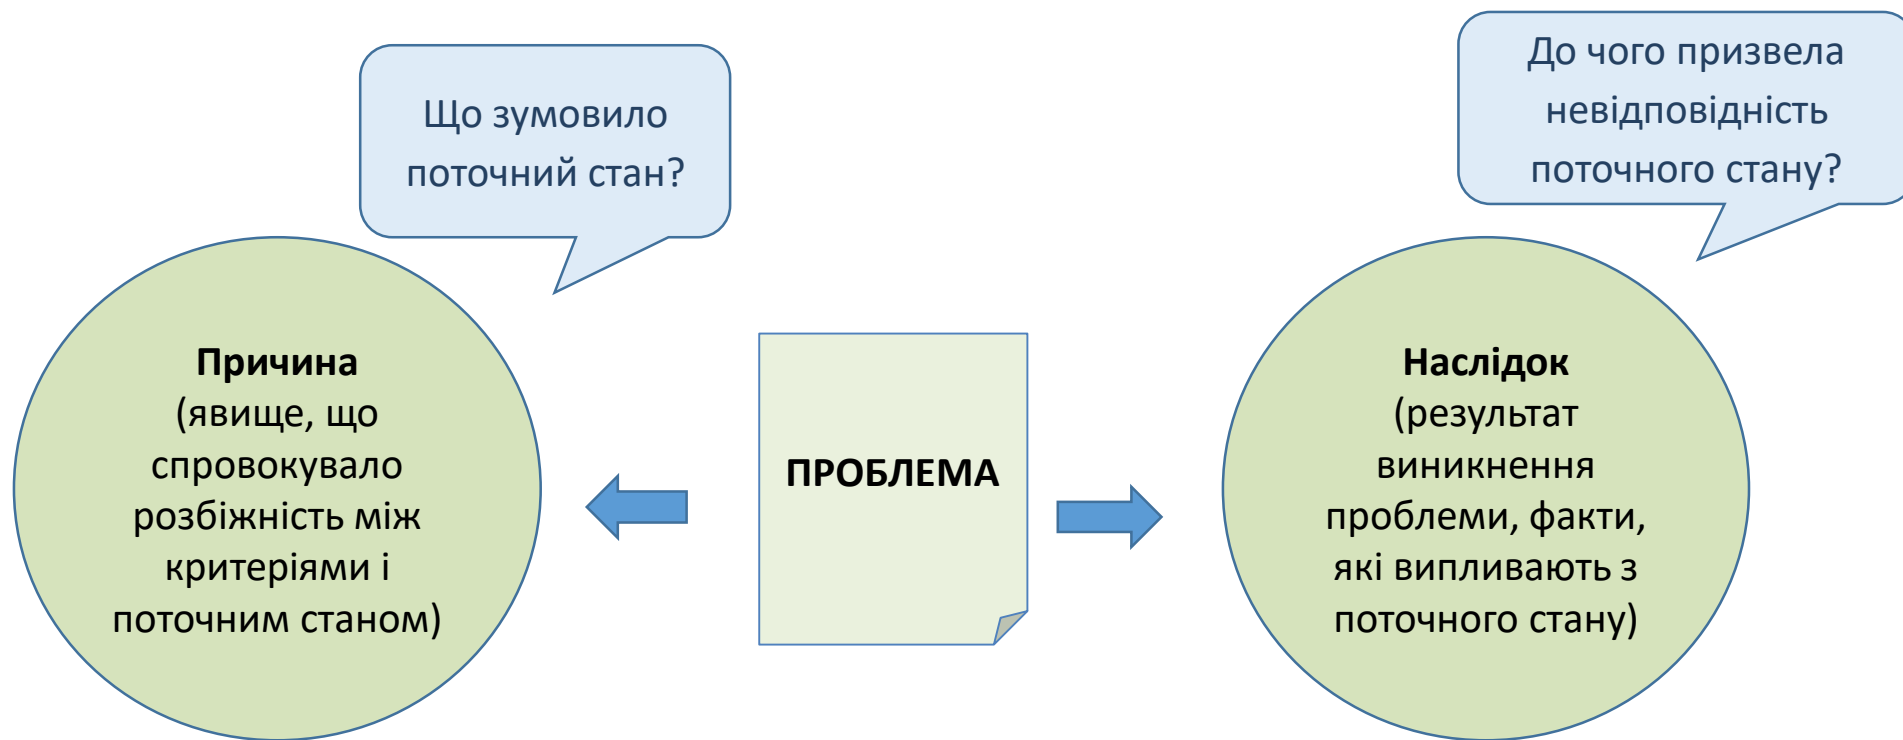 Що зумовило
поточний стан?
До чого призвела
невідповідність
поточного стану?
Причина
(явище, що
спровокувало
розбіжність між
критеріями і
поточним станом)
ПРОБЛЕМА
Наслідок
(результат
виникнення
проблеми, факти,
які випливають з
поточного стану)